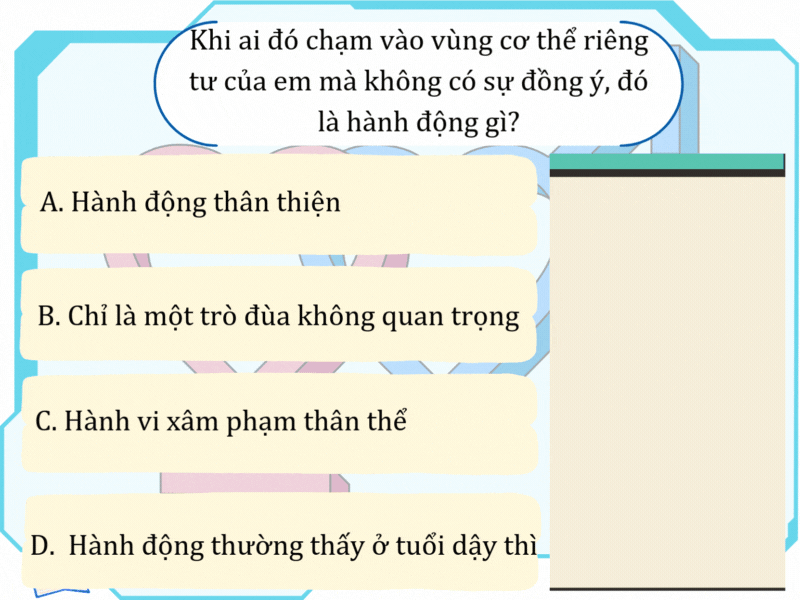 Khi ai đó chạm vào vùng cơ thể riêng
tư của em mà không có sự đồng ý, đó
là hành động gì?
A. Hành động thân thiện
B. Chỉ là một trò đùa không quan trọng
C. Hành vi xâm phạm thân thể
D. Hành động thường thấy ở tuổi dậy thì